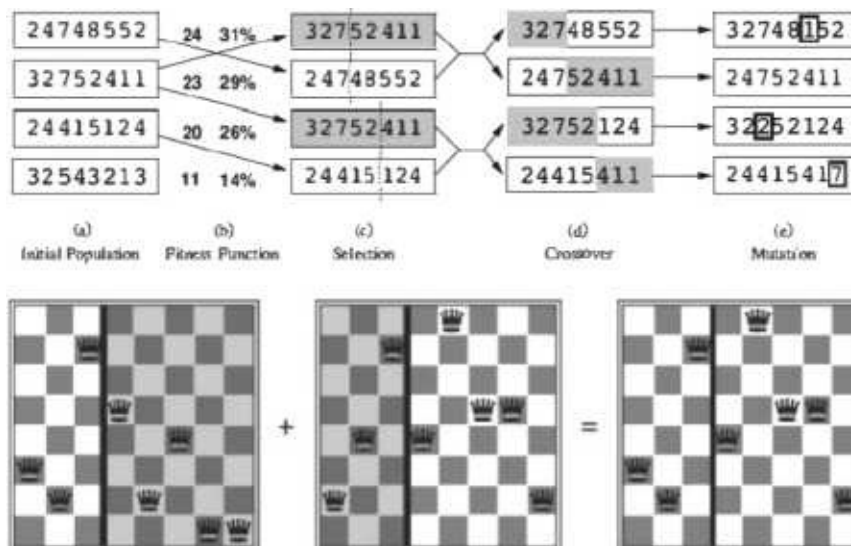 24748552 24 31% 32752411 32748552 32748152
32752411 23 29% 24748552 24752411 24752411
24415124 20 26% 32752411 32752124 32252124
32543213 11 14% 24415124 24415411 24415417
(a) (b) (c) (d) (e)
Initial Population Fitness Function Selection Crossover Mutation
+ =